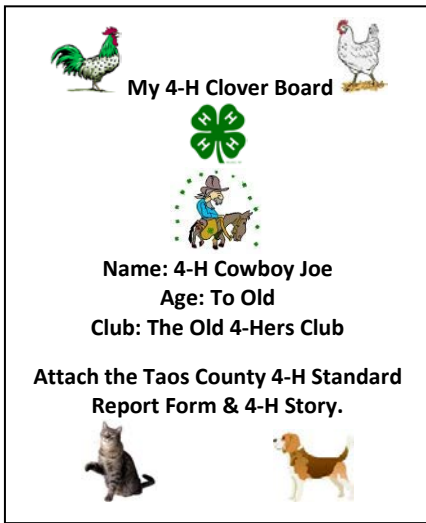 My 4-H Clover Board
H H
H H
Name: 4-H Cowboy Joe
Age: To Old
Club: The Old 4-Hers Club
Attach the Taos County 4-H Standard
Report Form & 4-H Story.